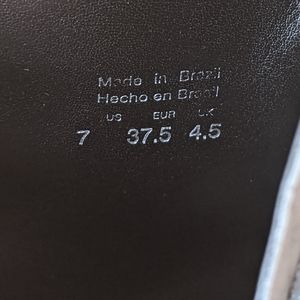 Made in Brazil
Hecho en Brasil
US EUR UK
7 37.5 4.5